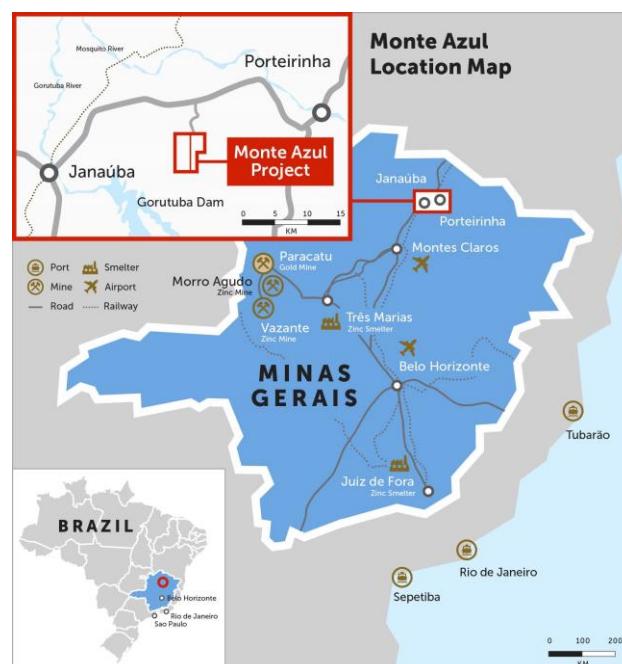 Monte Azul
Location Map
Mosquito River
Porteirinha
Gorutuba River
Janaúba
Monte Azul
Project
Gorutuba Dam
0 5 10 15
KM
Janaúba
Porteirinha
Montes Claros
Port
Smelter
Mine
Airport
Road
Railway
Paracatu
Gold Mine
Morro Agudo
Zinc Mine
Vazante
Zinc Mine
Três Marias
Zinc Smelter
Belo Horizonte
MINAS
GERAIS
Tubarão
Juiz de Fora
Zinc Smelter
Rio de Janeiro
Sepetiba
BRAZIL
Belo Horizonte
Rio de Janeiro
Sao Paulo
0 100 200
KM